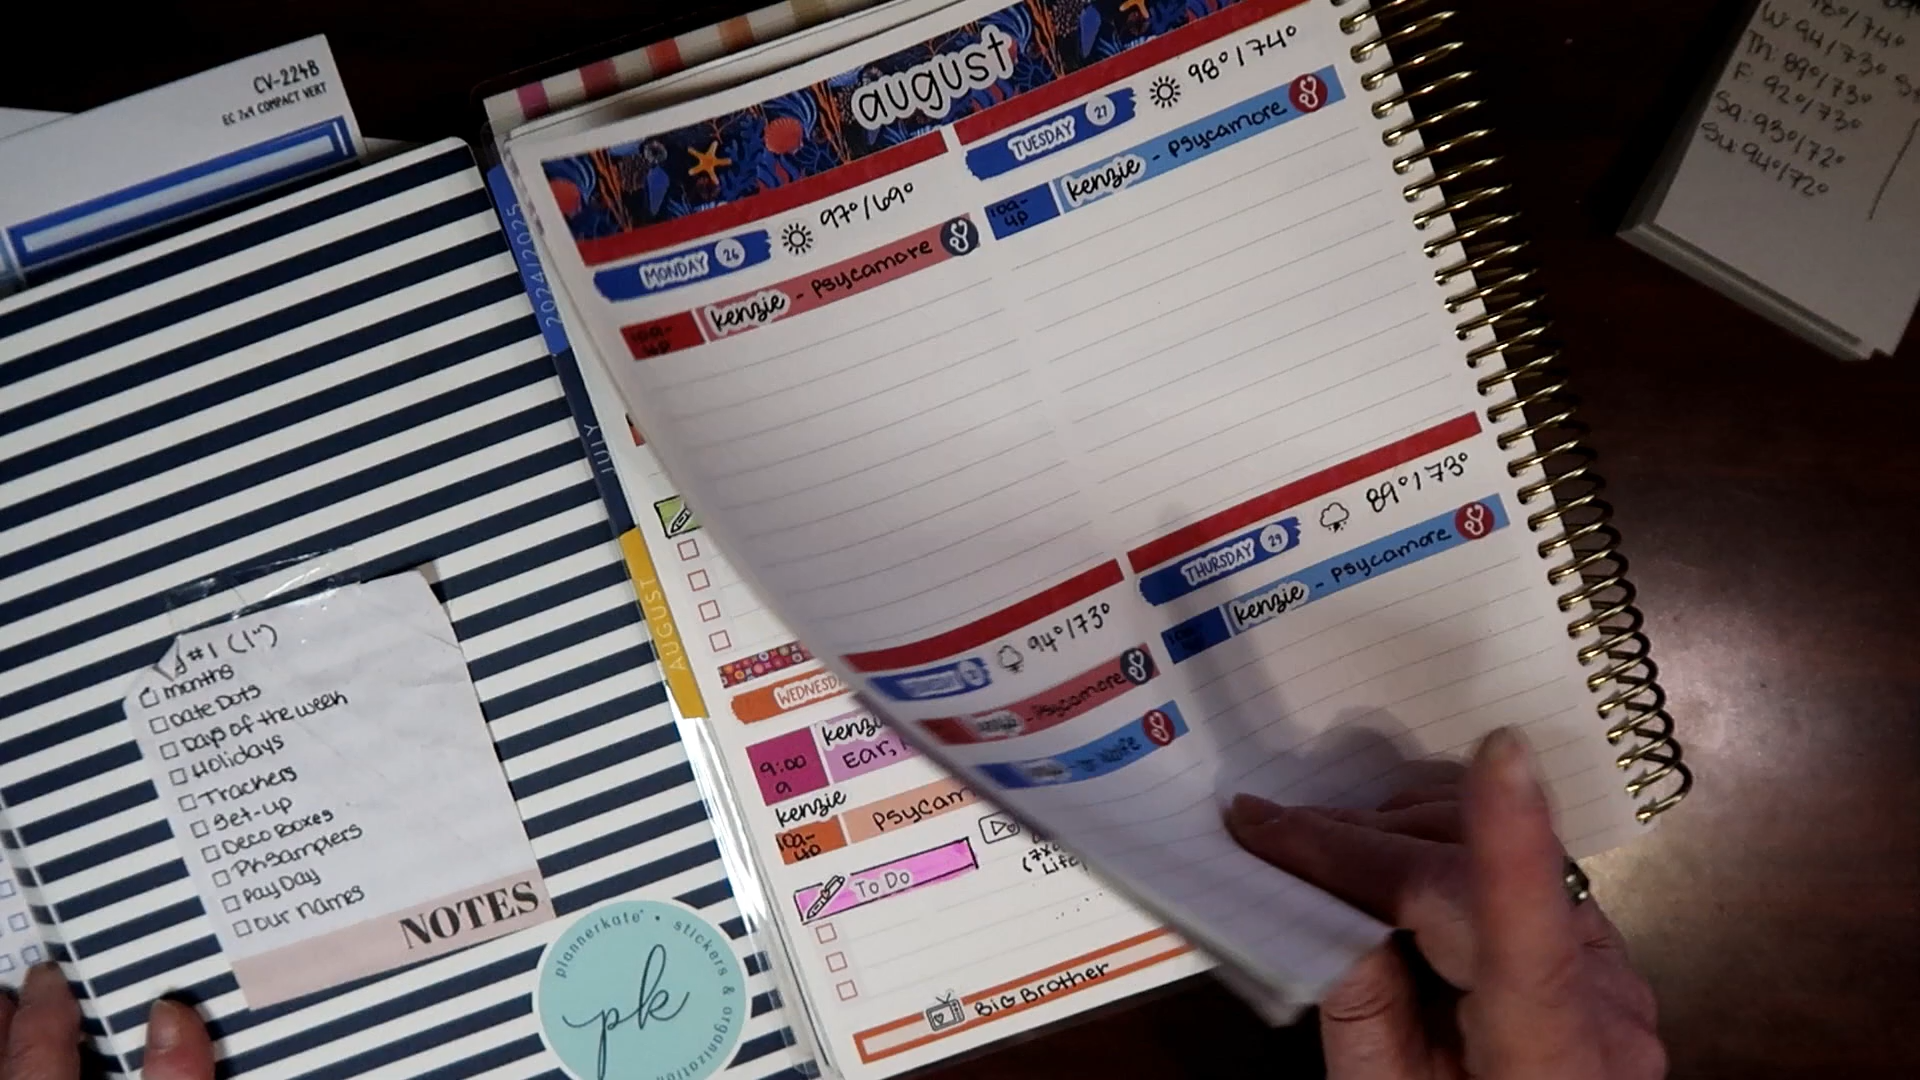 CV-224B
EC 7x9 COMPACT VERT
#1 (1")
months
Date Dots
Days of the week
Holidays
Trackers
Set-up
Deco Boxes
PK Samplers
Pay Day
Our Names
NOTES
plannerkate • stickers & organization
pk
2024/2025
JULY
AUGUST
august
MONDAY 26
97°/69°
10a-
4p
kenzie - psycamore
TUESDAY 27
98°/74°
10a-
4p
kenzie - psycamore
94°/73°
- psycamore
THURSDAY 29
89°/73°
kenzie - psycamore
WEDNESD
9:00
a
kenzie
Ear,
kenzie
10a-
4p
psycam
To Do
Big Brother
98°/74°
W 94/73°
Th: 89°/73°
F: 92°/73°
Sa: 93°/72°
Su: 94°/72°